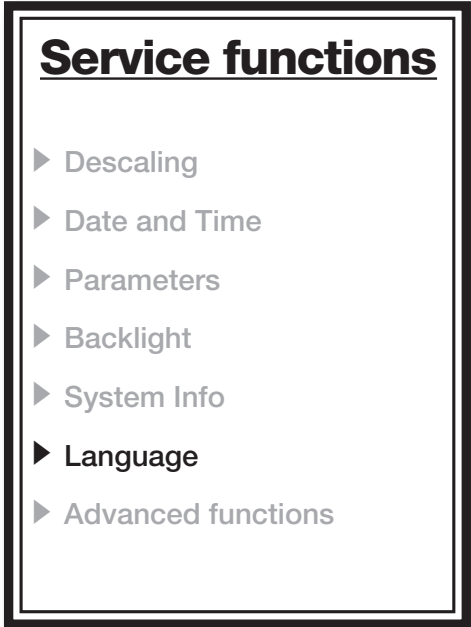 Service functions
Descaling
Date and Time
Parameters
Backlight
System Info
Language
Advanced functions